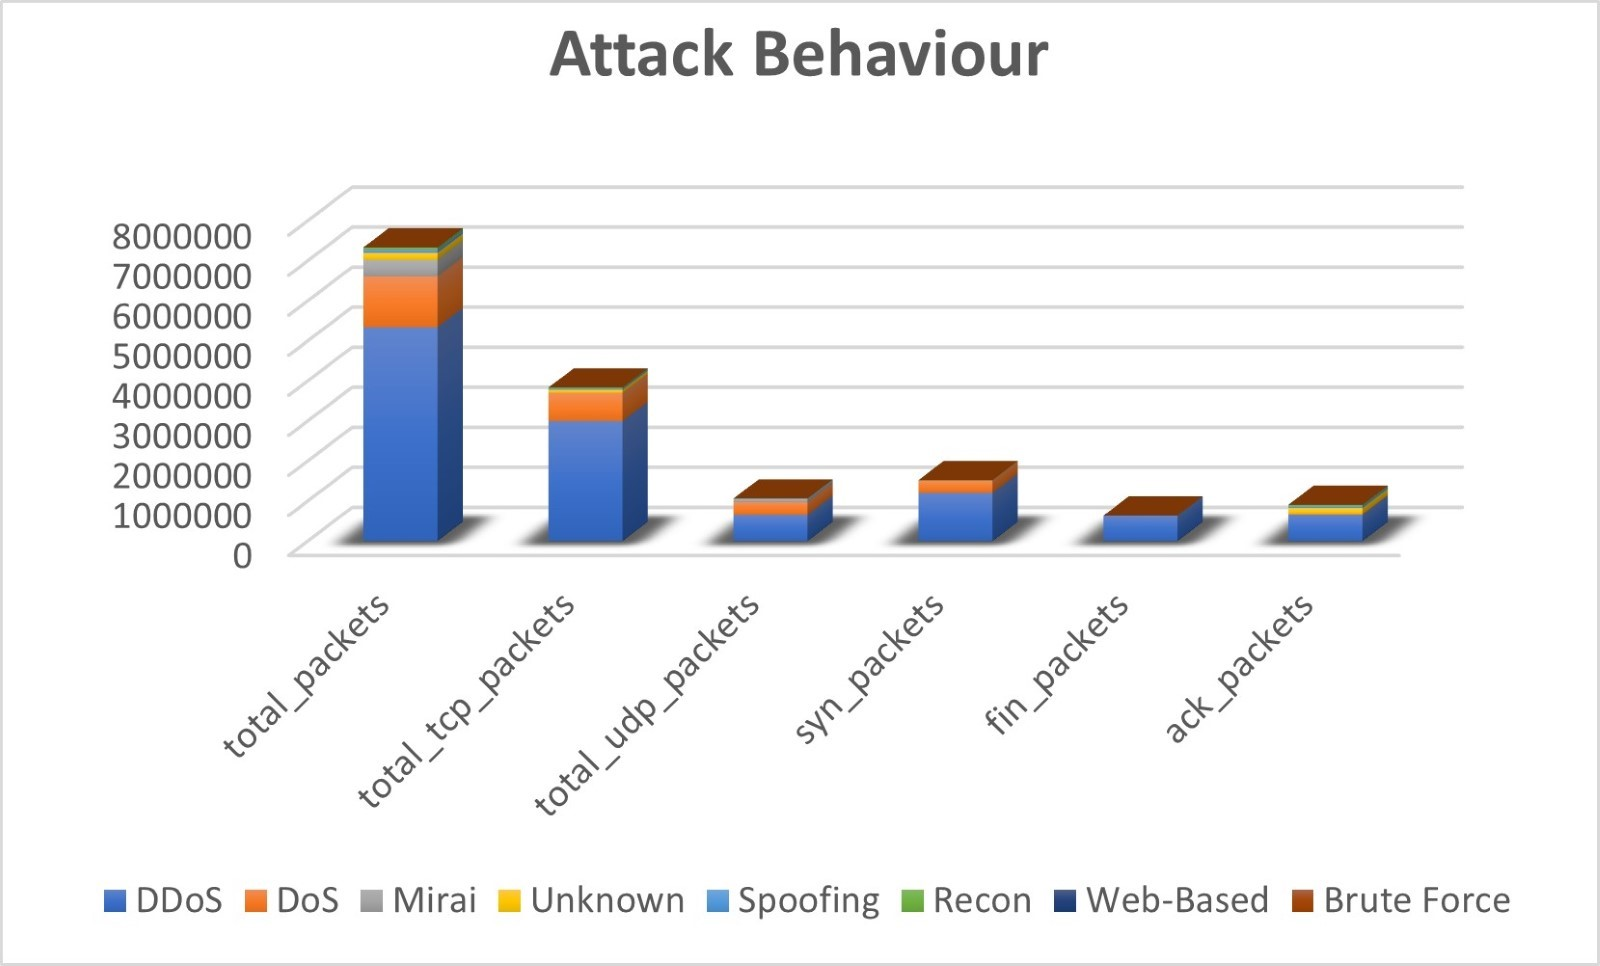 Attack Behaviour
8000000
7000000
6000000
5000000
4000000
3000000
2000000
1000000
0
total_packets
total_tcp_packets
total_udp_packets
syn_packets
fin_packets
ack_packets
DDoS DoS Mirai Unknown Spoofing Recon Web-Based Brute Force